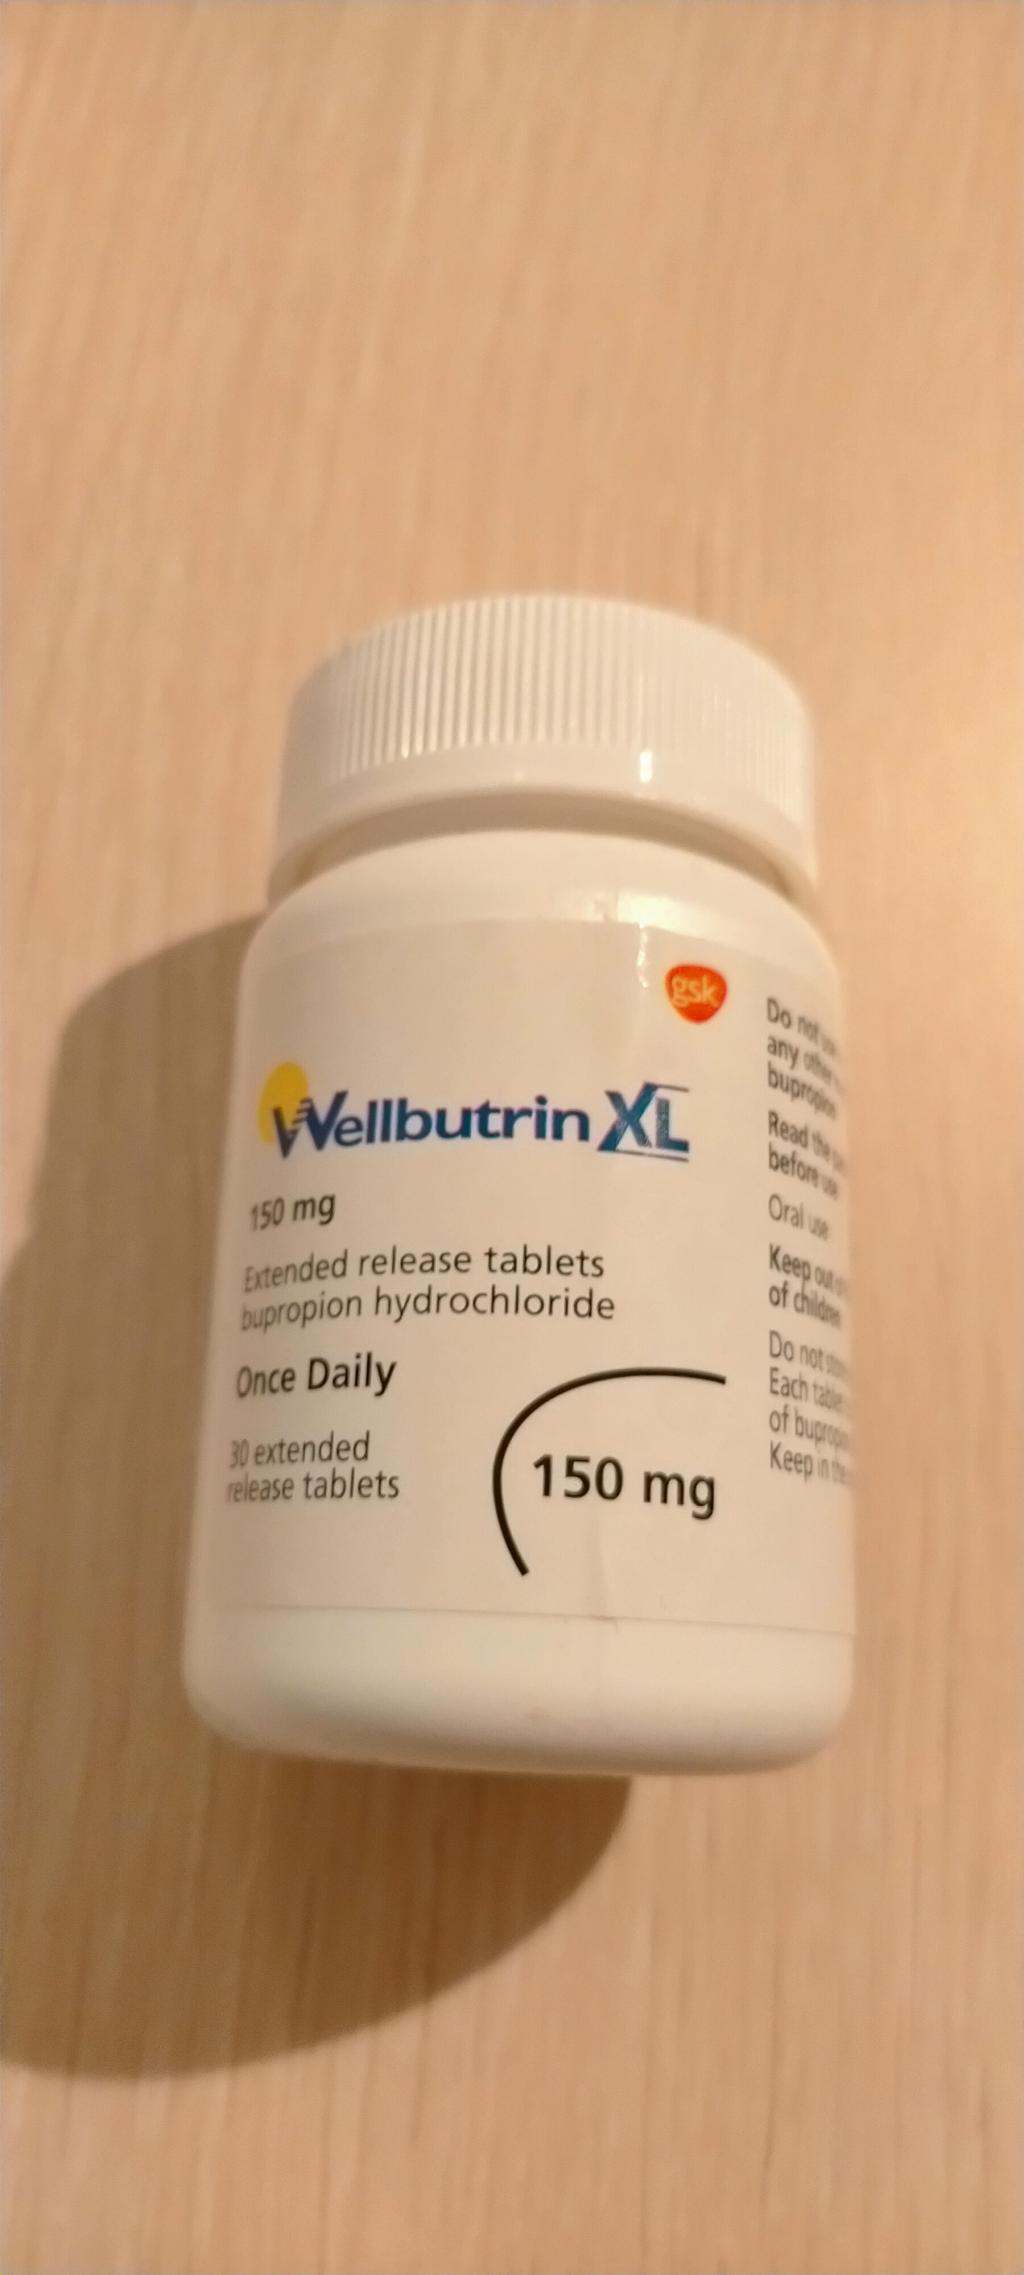 gsk
Wellbutrin XL
150 mg
Extended release tablets
bupropion hydrochloride
Once Daily
30 extended
release tablets
150 mg
Do not
any other
bupropion
Read the
before use
Oral use
Keep out
of children
Do not
Each tablet
of
Keep in the